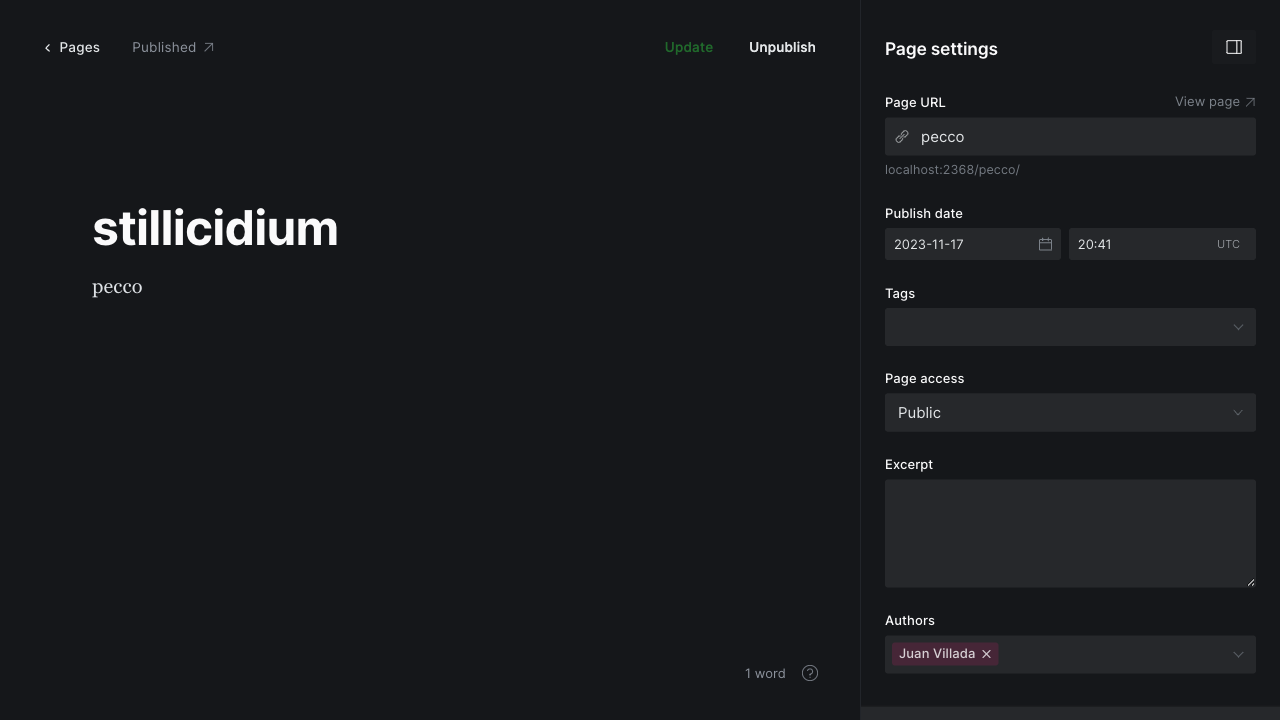 Pages
Published
Update
Unpublish
stillicidium
pecco
1 word
Page settings
Page URL
View page
pecco
localhost:2368/pecco/
Publish date
2023-11-17
20:41
UTC
Tags
Page access
Public
Excerpt
Authors
Juan Villada